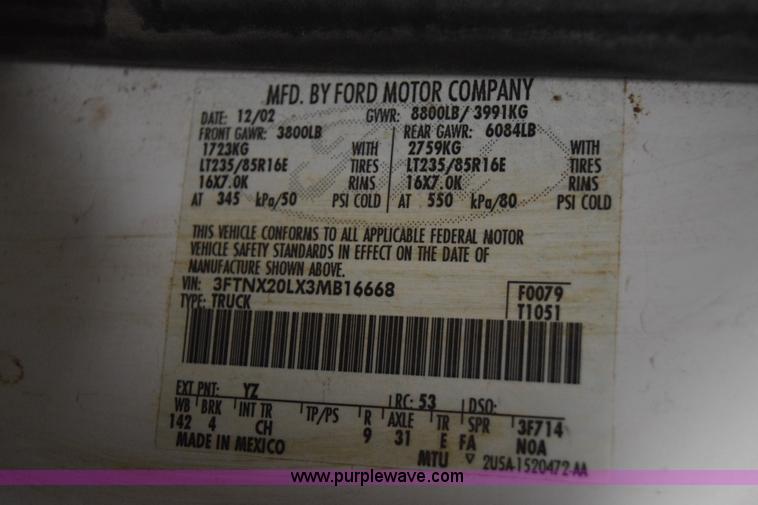 MFD. BY FORD MOTOR COMPANY
DATE: 12/02 GVWR: 8800LB/ 3991KG
FRONT GAWR: 3800LB REAR GAWR: 6084LB
1723KG WITH 2759KG WITH
LT235/85R16E TIRES LT235/85R16E TIRES
16X7.0K RIMS 16X7.0K RIMS
AT 345 kPa/50 PSI COLD AT 550 kPa/80 PSI COLD
THIS VEHICLE CONFORMS TO ALL APPLICABLE FEDERAL MOTOR
VEHICLE SAFETY STANDARDS IN EFFECT ON THE DATE OF
MANUFACTURE SHOWN ABOVE.
VIN: 3FTNX20LX3MB16668 F0079
TYPE: TRUCK T1051
EXT PNT: YZ RC: 53 DSO:
WB BRK INT TR TP/PS R AXLE TR SPR 3F714
142 4 CH 9 31 E FA N0A
MADE IN MEXICO MTU 2USA-1520472-AA
www.purplewave.com